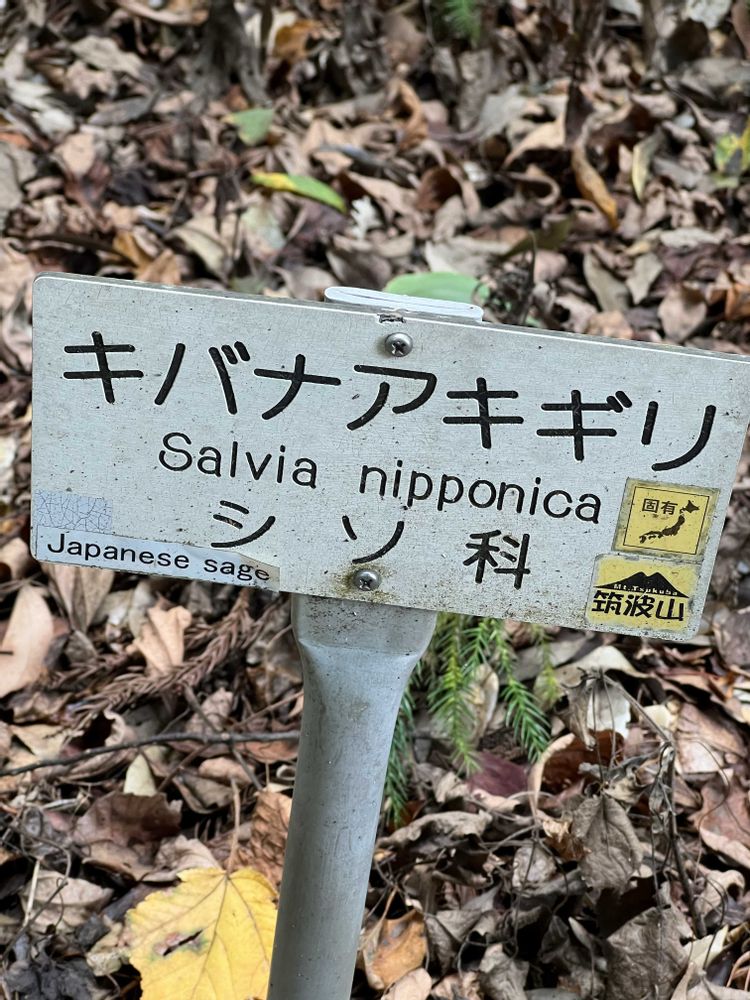 キバナアキギリ
Salvia nipponica
シソ科
Japanese sage
固有
Mt.Tsukuba
筑波山